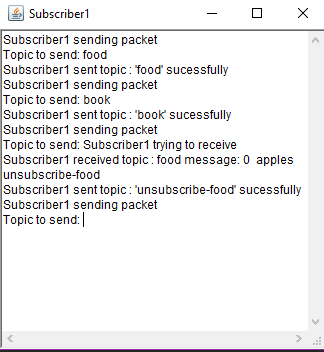 Subscriber1
Subscriber1 sending packet
Topic to send: food
Subscriber1 sent topic : 'food' sucessfully
Subscriber1 sending packet
Topic to send: book
Subscriber1 sent topic : 'book' sucessfully
Subscriber1 sending packet
Topic to send: Subscriber1 trying to receive
Subscriber1 received topic : food message: 0  apples
unsubscribe-food
Subscriber1 sent topic : 'unsubscribe-food' sucessfully
Subscriber1 sending packet
Topic to send: